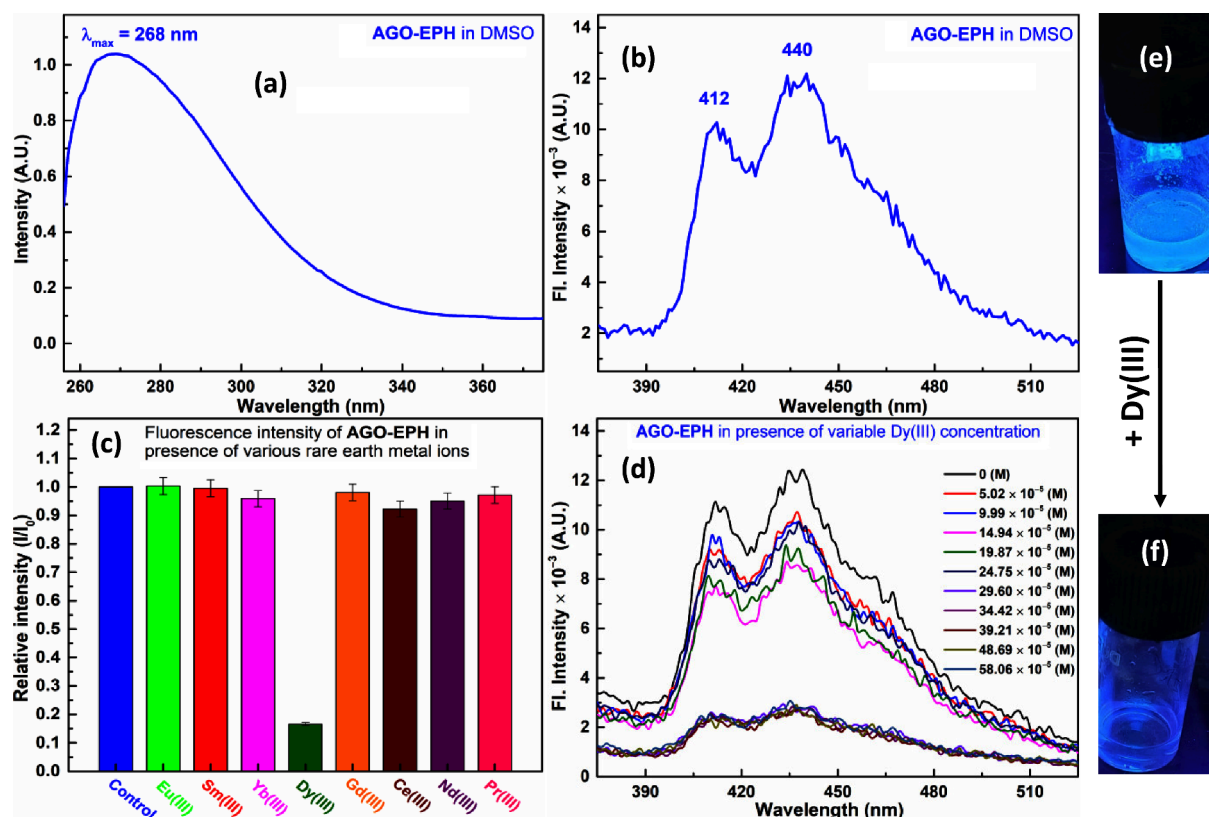 (a)
λmax = 268 nm
AGO-EPH in DMSO
Intensity (A.U.)
1.0
0.8
0.6
0.4
0.2
0.0
260 280 300 320 340 360
Wavelength (nm)
(b)
AGO-EPH in DMSO
412
440
Fl. Intensity × 10⁻³ (A.U.)
14
12
10
8
6
4
2
390 420 450 480 510
Wavelength (nm)
(e)
+ Dy(III)
(f)
(c)
Fluorescence intensity of AGO-EPH in
presence of various rare earth metal ions
Relative intensity (I/I₀)
1.2
1.1
1.0
0.9
0.8
0.7
0.6
0.5
0.4
0.3
0.2
0.1
0.0
Control Eu(III) Sm(III) Yb(III) Dy(III) Gd(III) Ce(III) Nd(III) Pr(III)
(d)
AGO-EPH in presence of variable Dy(III) concentration
0 (M)
5.02 × 10⁻⁵ (M)
9.99 × 10⁻⁵ (M)
14.94 × 10⁻⁵ (M)
19.87 × 10⁻⁵ (M)
24.75 × 10⁻⁵ (M)
29.60 × 10⁻⁵ (M)
34.42 × 10⁻⁵ (M)
39.21 × 10⁻⁵ (M)
48.69 × 10⁻⁵ (M)
58.06 × 10⁻⁵ (M)
Fl. Intensity × 10⁻³ (A.U.)
14
12
10
8
6
4
2
0
390 420 450 480 510
Wavelength (nm)